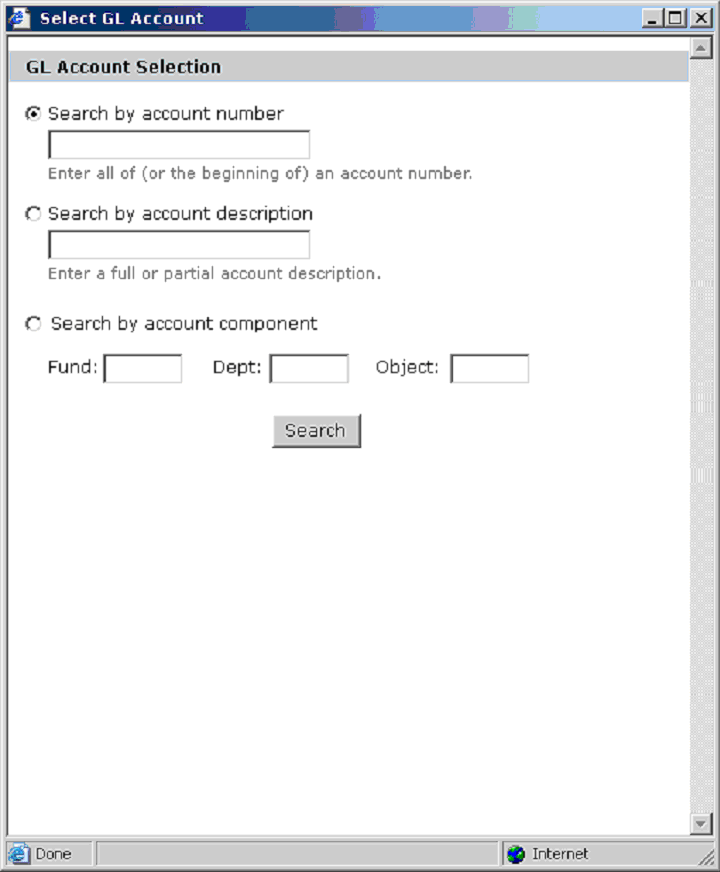 Select GL Account
GL Account Selection
Search by account number
Enter all of (or the beginning of) an account number.
Search by account description
Enter a full or partial account description.
Search by account component
Fund: Dept: Object:
Search
Done Internet